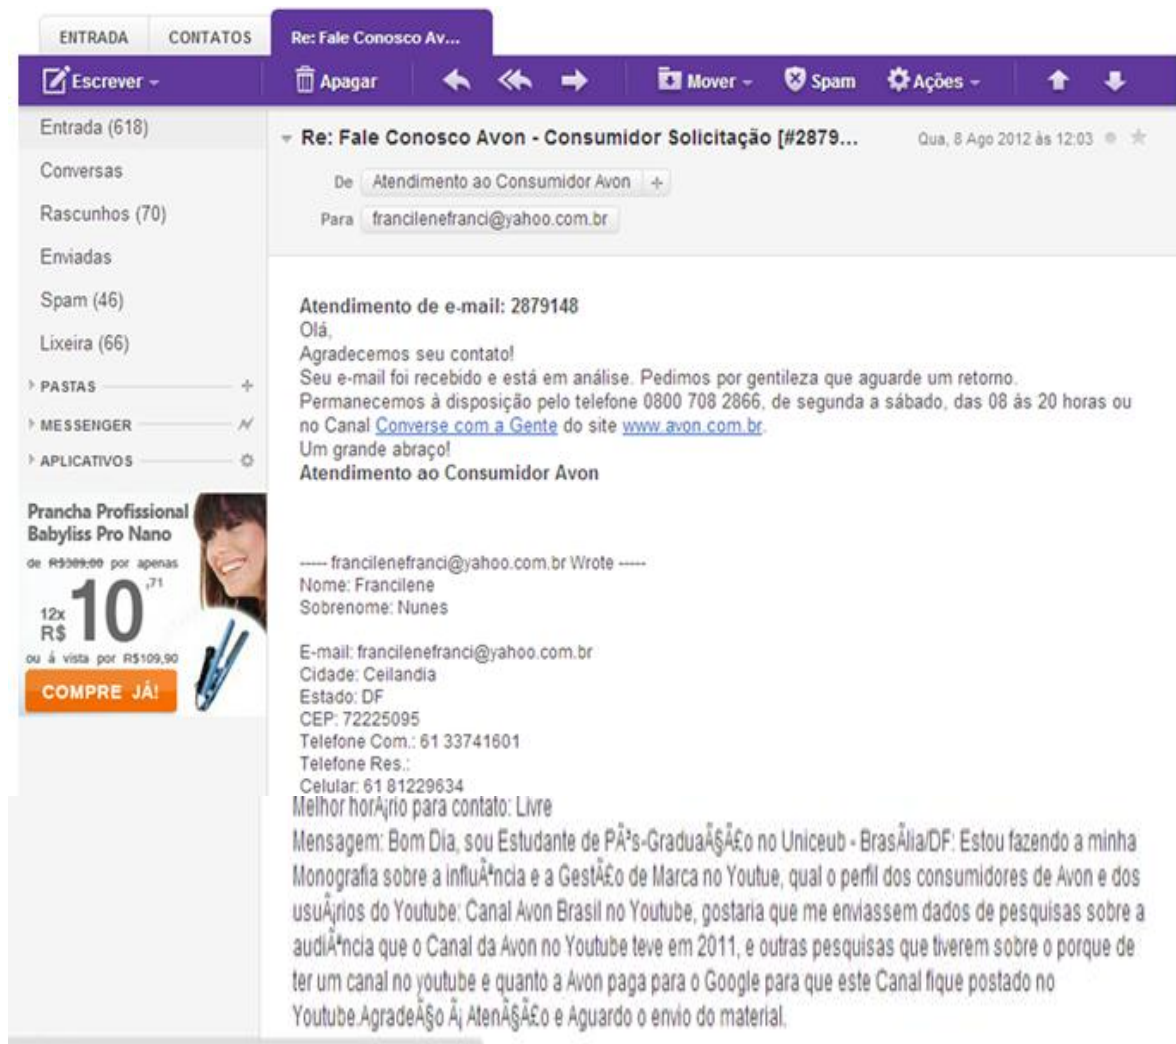 ENTRADA CONTATOS Re: Fale Conosco Av...
Escrever Apagar Mover Spam Ações
Entrada (618)
Conversas
Rascunhos (70)
Enviadas
Spam (46)
Lixeira (66)
PASTAS
MESSENGER
APLICATIVOS
Prancha Profissional
Babyliss Pro Nano
de R$389,00 por apenas
12x
R$ 10,71
ou á vista por R$109,90
COMPRE JÁ!
Re: Fale Conosco Avon - Consumidor Solicitação [#2879... Qua, 8 Ago 2012 às 12:03
De Atendimento ao Consumidor Avon +
Para francilenefranci@yahoo.com.br
Atendimento de e-mail: 2879148
Olá,
Agradecemos seu contato!
Seu e-mail foi recebido e está em análise. Pedimos por gentileza que aguarde um retorno.
Permanecemos à disposição pelo telefone 0800 708 2866, de segunda a sábado, das 08 às 20 horas ou
no Canal Converse com a Gente do site www.avon.com.br.
Um grande abraço!
Atendimento ao Consumidor Avon
----- francilenefranci@yahoo.com.br Wrote -----
Nome: Francilene
Sobrenome: Nunes
E-mail: francilenefranci@yahoo.com.br
Cidade: Ceilandia
Estado: DF
CEP: 72225095
Telefone Com.: 61 33741601
Telefone Res.:
Celular: 61 81229634
Melhor horÃ¡rio para contato: Livre
Mensagem: Bom Dia, sou Estudante de PÃªs-GraduaÃ§Ã£o no Uniceub - BrasÃ­lia/DF: Estou fazendo a minha
Monografia sobre a influÃªncia e a GestÃ£o de Marca no Youtue, qual o perfil dos consumidores de Avon e dos
usuÃ¡rios do Youtube: Canal Avon Brasil no Youtube, gostaria que me enviassem dados de pesquisas sobre a
audiÃªncia que o Canal da Avon no Youtube teve em 2011, e outras pesquisas que tiverem sobre o porque de
ter um canal no youtube e quanto a Avon paga para o Google para que este Canal fique postado no
Youtube.AgradeÃ§o Ã¡ AtenÃ§Ã£o e Aguardo o envio do material.